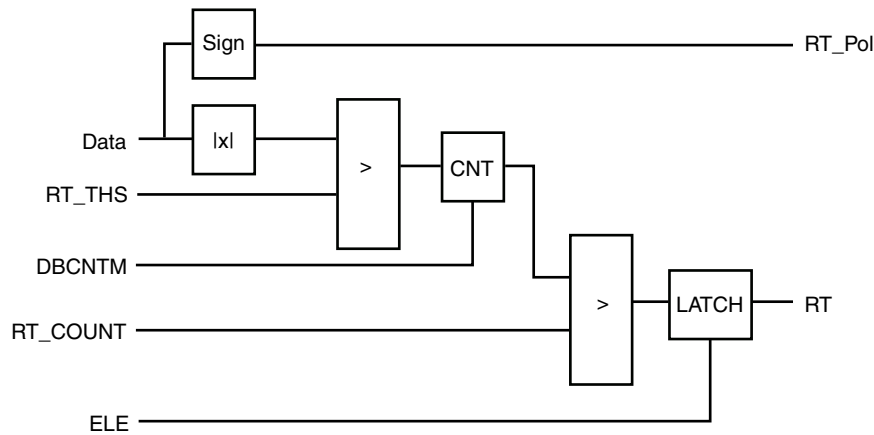 Sign
RT_Pol
Data
|x|
>
CNT
RT_THS
DBCNTM
>
LATCH
RT
RT_COUNT
ELE